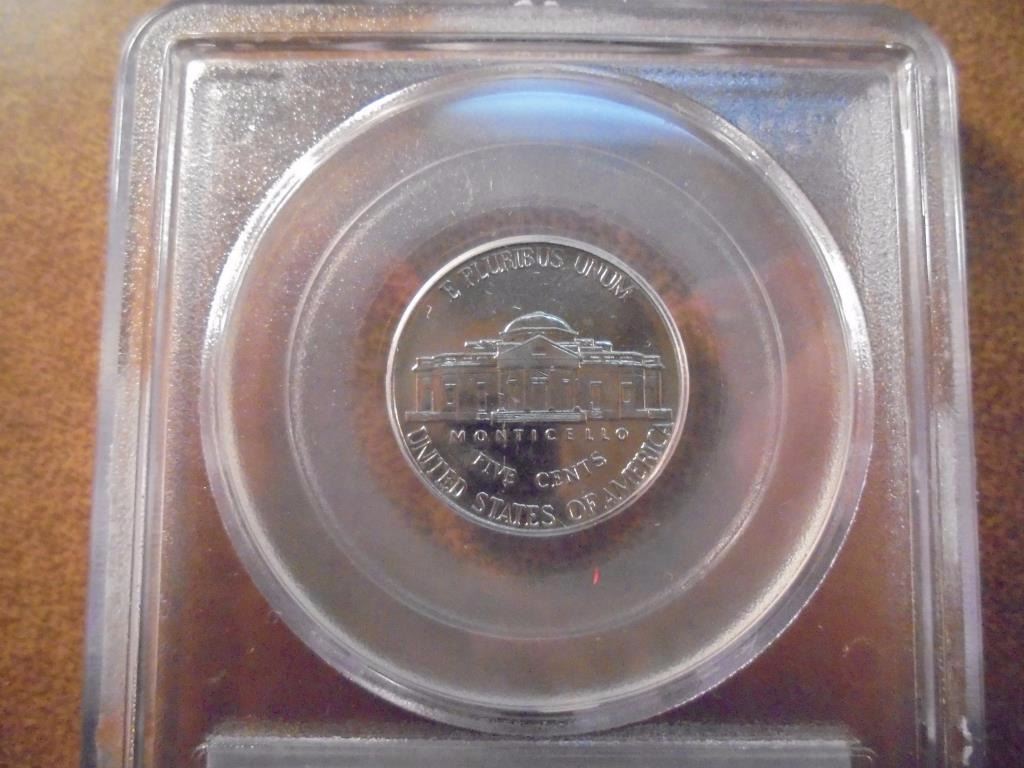 E PLURIBUS UNUM
MONTICELLO
FIVE CENTS
UNITED STATES OF AMERICA